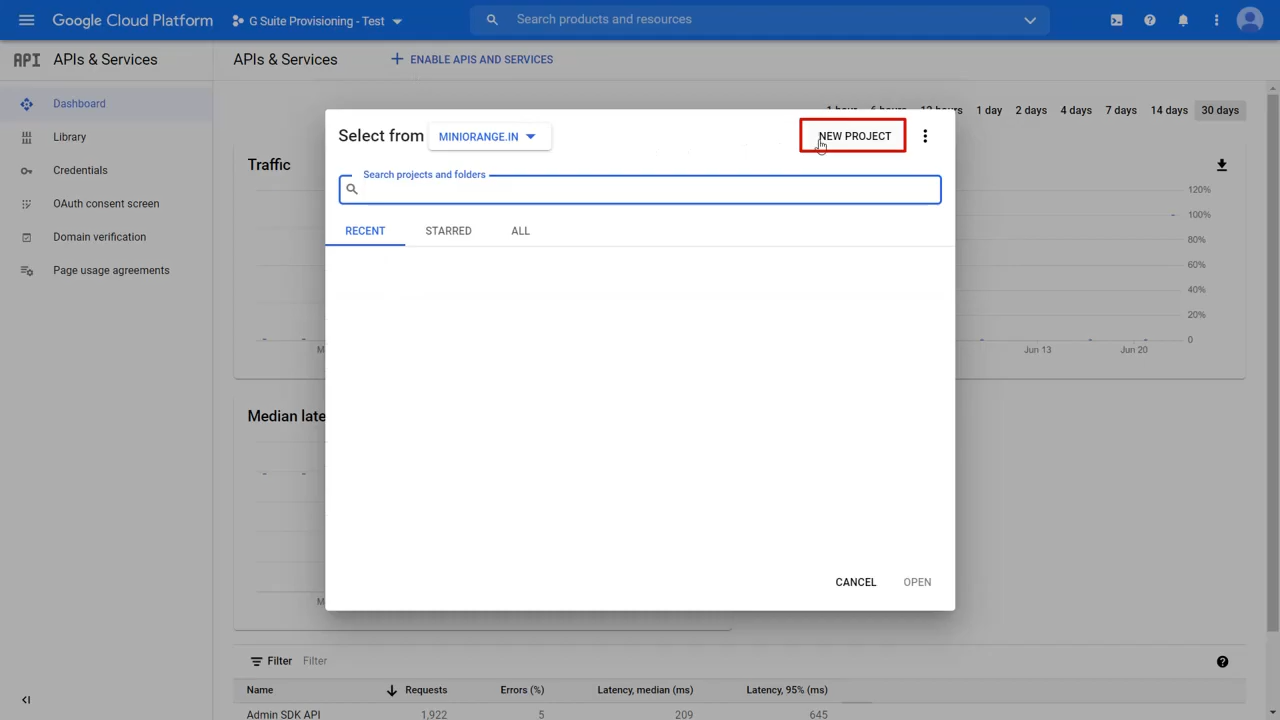 Google Cloud Platform
G Suite Provisioning - Test
Search products and resources
API APIs & Services
APIs & Services
ENABLE APIS AND SERVICES
Dashboard
Library
Credentials
OAuth consent screen
Domain verification
Page usage agreements
1 hour 6 hours 12 hours 1 day 2 days 4 days 7 days 14 days 30 days
Select from MINIORANGE.IN NEW PROJECT
Search projects and folders
RECENT STARRED ALL
CANCEL OPEN
Traffic
120%
100%
80%
60%
40%
20%
0
Jun 13 Jun 20
Median late
Filter Filter
Name Requests Errors (%) Latency, median (ms) Latency, 95% (ms)
Admin SDK API 1,922 5 209 645